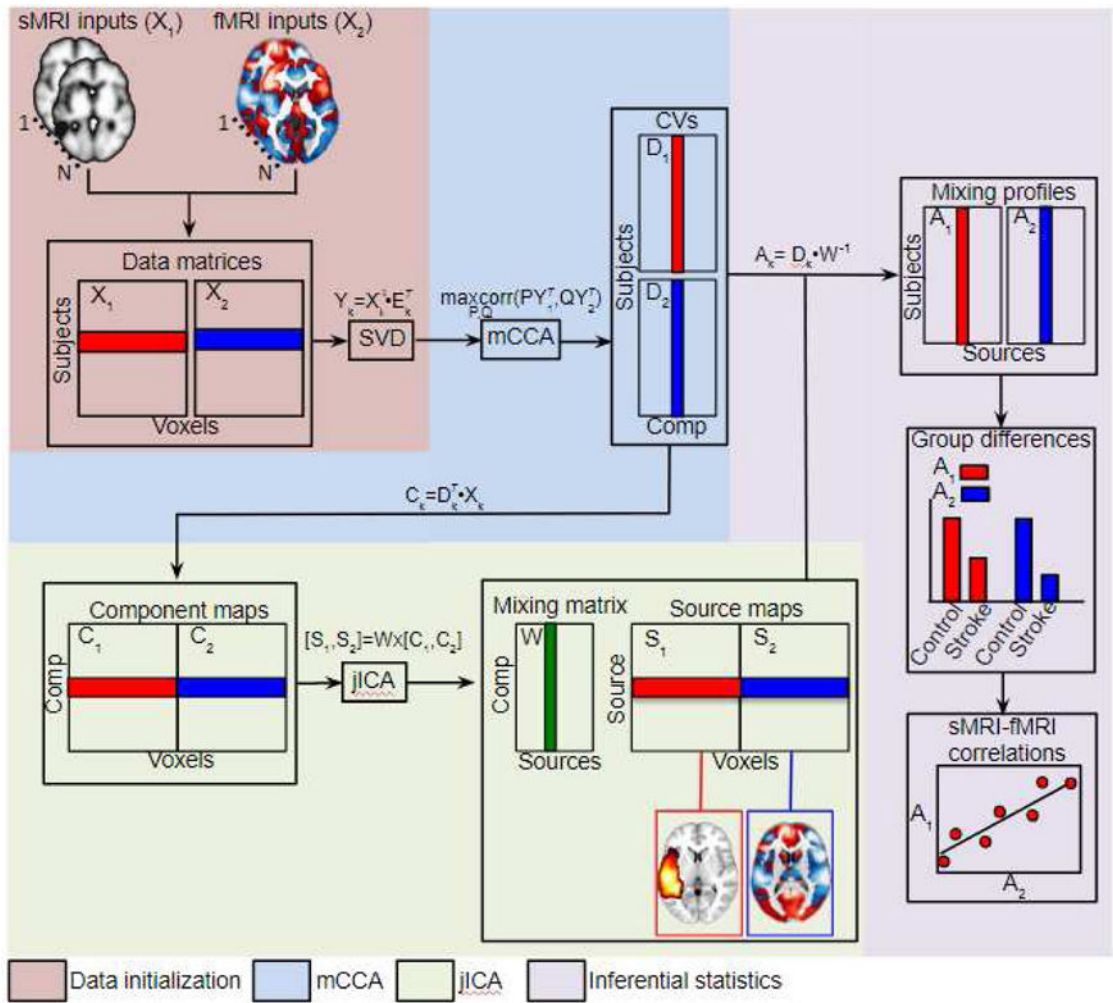 sMRI inputs (X₁)
fMRI inputs (X₂)
1
N
1
N
Data matrices
X₁
X₂
Subjects
Voxels
Yₖ=Xₖ·Eₖᵀ
SVD
max corr(PY₁ᵀ,QY₂ᵀ)
P,Q
mCCA
CVs
D₁
D₂
Subjects
Comp
Aₖ= Dₖ•W⁻¹
Mixing profiles
A₁
A₂
Subjects
Sources
Group differences
A₁
A₂
Control
Stroke
Control
Stroke
sMRI-fMRI
correlations
A₁
A₂
Cₖ=Dₖᵀ•Xₖ
Component maps
C₁
C₂
Comp
Voxels
[S₁,S₂]=Wx[C₁,C₂]
jICA
Mixing matrix
W
Comp
Sources
Source maps
S₁
S₂
Source
Voxels
Data initialization
mCCA
jICA
Inferential statistics